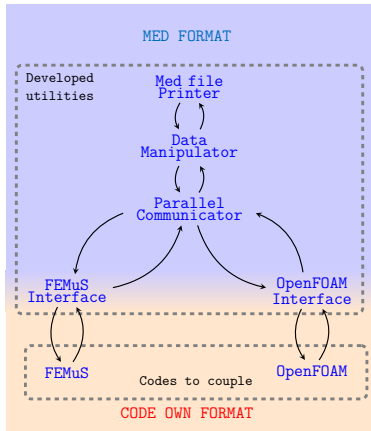 MED FORMAT
Developed
utilities
Med file
Printer
Data
Manipulator
Parallel
Communicator
FEMuS
Interface
OpenFOAM
Interface
FEMuS
OpenFOAM
Codes to couple
CODE OWN FORMAT